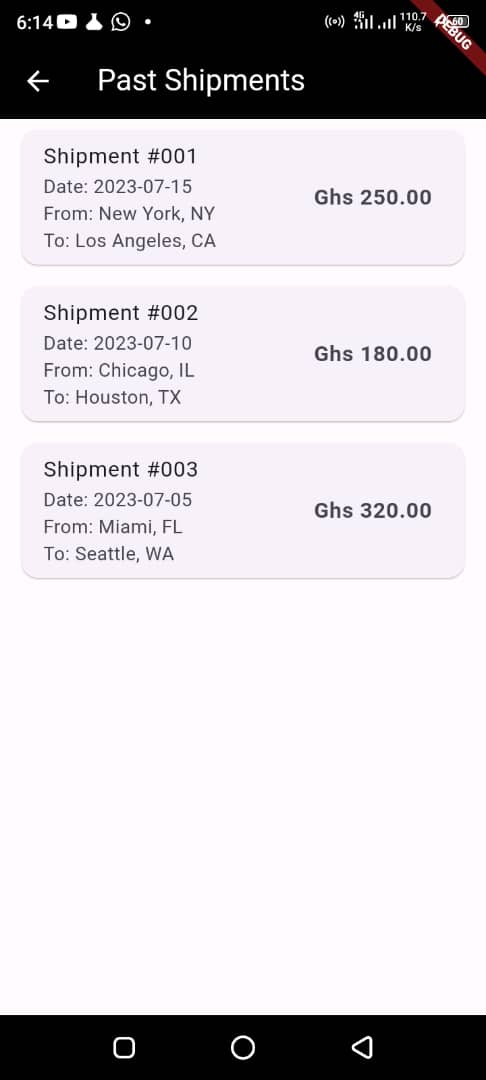 6:14
4G
110.7
K/s
60
DEBUG
Past Shipments
Shipment #001
Date: 2023-07-15
From: New York, NY
To: Los Angeles, CA
Ghs 250.00
Shipment #002
Date: 2023-07-10
From: Chicago, IL
To: Houston, TX
Ghs 180.00
Shipment #003
Date: 2023-07-05
From: Miami, FL
To: Seattle, WA
Ghs 320.00